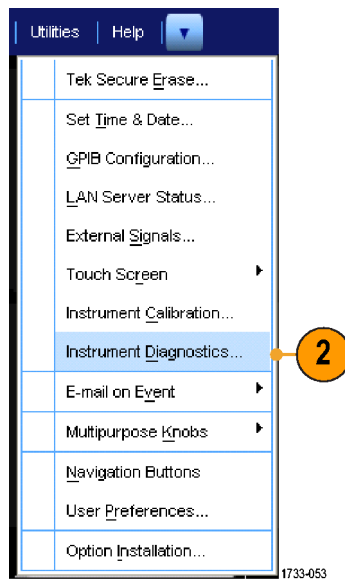 Utilities Help
Tek Secure Erase...
Set Time & Date...
GPIB Configuration...
LAN Server Status...
External Signals...
Touch Screen
Instrument Calibration...
Instrument Diagnostics...
2
E-mail on Event
Multipurpose Knobs
Navigation Buttons
User Preferences...
Option Installation...
1733-053